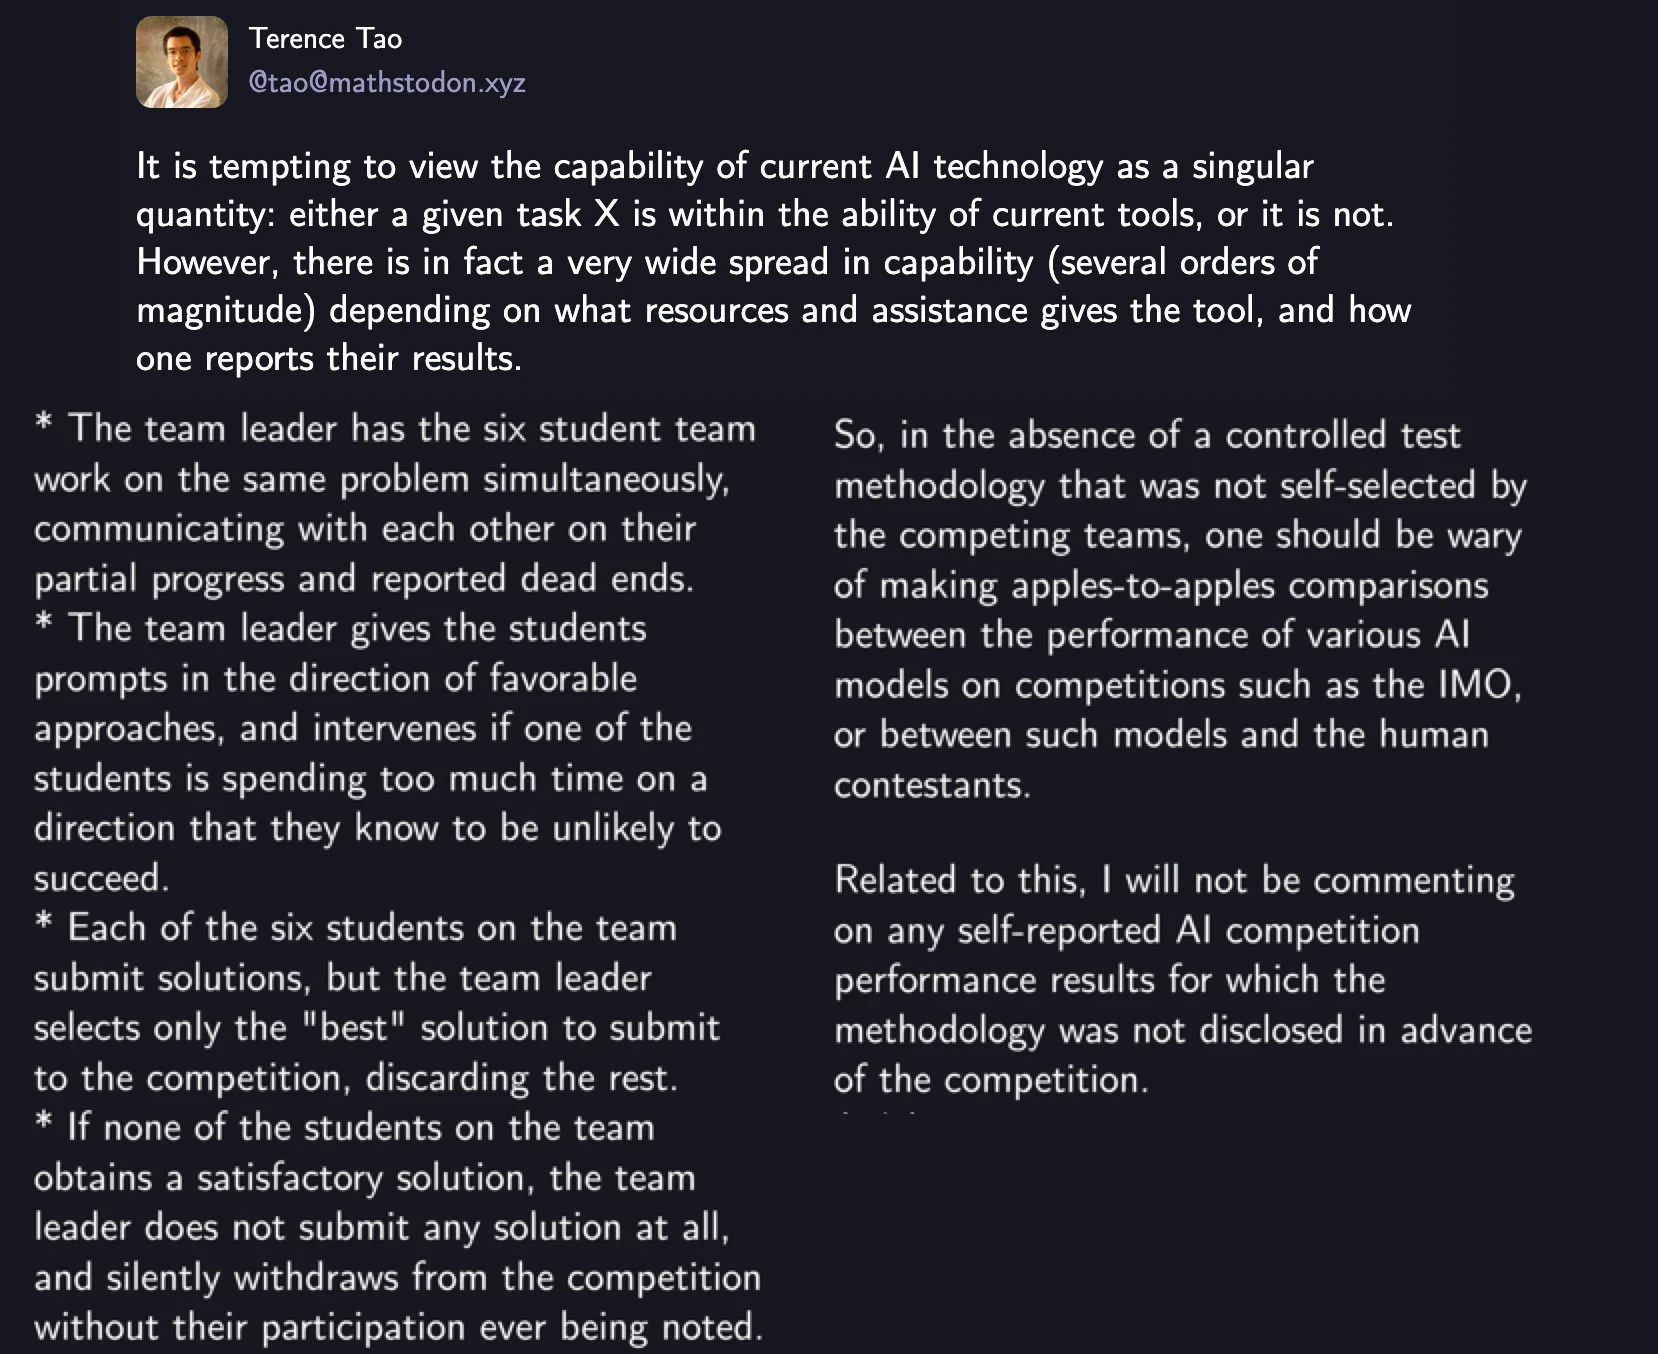 Terence Tao
@tao@mathstodon.xyz
It is tempting to view the capability of current AI technology as a singular
quantity: either a given task X is within the ability of current tools, or it is not.
However, there is in fact a very wide spread in capability (several orders of
magnitude) depending on what resources and assistance gives the tool, and how
one reports their results.
* The team leader has the six student team
work on the same problem simultaneously,
communicating with each other on their
partial progress and reported dead ends.
* The team leader gives the students
prompts in the direction of favorable
approaches, and intervenes if one of the
students is spending too much time on a
direction that they know to be unlikely to
succeed.
* Each of the six students on the team
submit solutions, but the team leader
selects only the "best" solution to submit
to the competition, discarding the rest.
* If none of the students on the team
obtains a satisfactory solution, the team
leader does not submit any solution at all,
and silently withdraws from the competition
without their participation ever being noted.
So, in the absence of a controlled test
methodology that was not self-selected by
the competing teams, one should be wary
of making apples-to-apples comparisons
between the performance of various AI
models on competitions such as the IMO,
or between such models and the human
contestants.
Related to this, I will not be commenting
on any self-reported AI competition
performance results for which the
methodology was not disclosed in advance
of the competition.